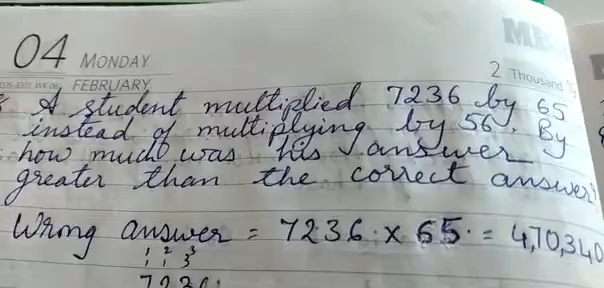 04 MONDAY
FEBRUARY
2 Thousand
A student multiplied 7236 by 65
instead of multiplying by 56. By
how much was his answer
greater than the correct answer?
Wrong answer = 7236 × 65 = 4,70,340